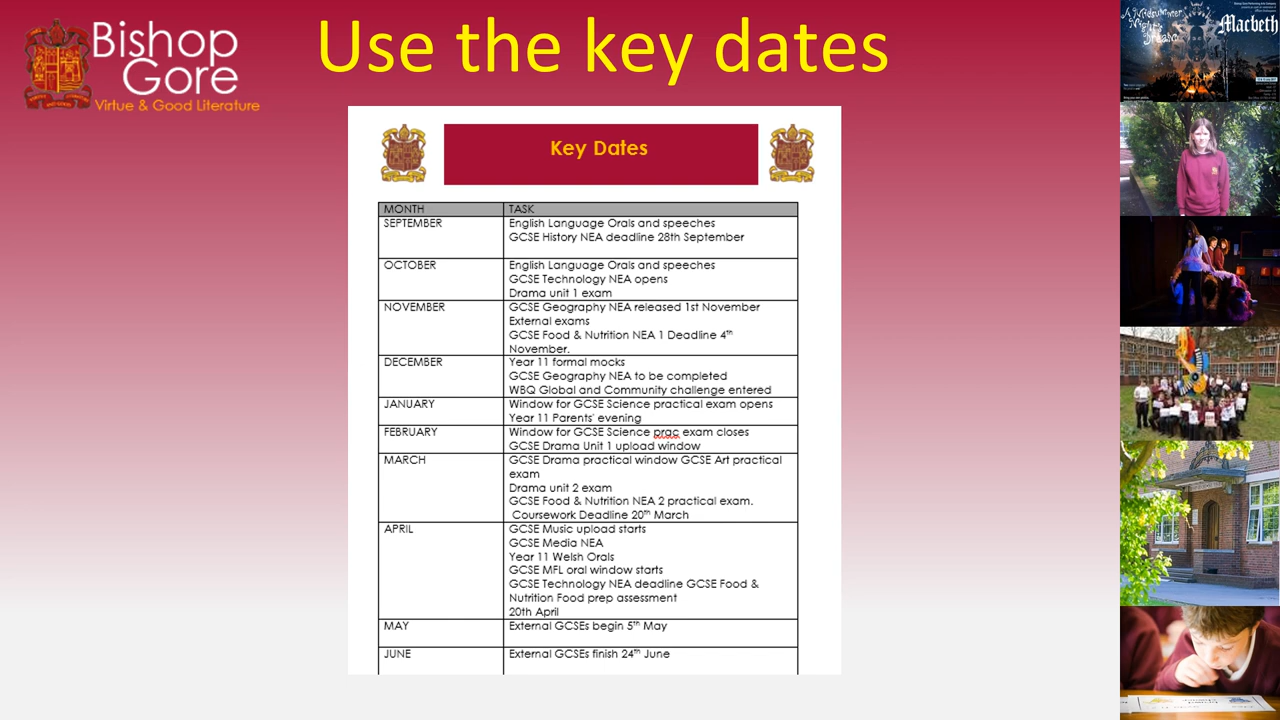 Bishop
Gore
Virtue & Good Literature
Use the key dates
Key Dates
MONTH TASK
SEPTEMBER English Language Orals and speeches
GCSE History NEA deadline 28th September
OCTOBER English Language Orals and speeches
GCSE Technology NEA opens
Drama unit 1 exam
NOVEMBER GCSE Geography NEA released 1st November
External exams
GCSE Food & Nutrition NEA 1 Deadline 4th
November.
DECEMBER Year 11 formal mocks
GCSE Geography NEA to be completed
WBQ Global and Community challenge entered
JANUARY Window for GCSE Science practical exam opens
Year 11 Parents' evening
FEBRUARY Window for GCSE Science prac exam closes
GCSE Drama Unit 1 upload window
MARCH GCSE Drama practical window GCSE Art practical
exam
Drama unit 2 exam
GCSE Food & Nutrition NEA 2 practical exam.
Coursework Deadline 20th March
APRIL GCSE Music upload starts
GCSE Media NEA
Year 11 Welsh Orals
GCSE MFL oral window starts
GCSE Technology NEA deadline GCSE Food &
Nutrition Food prep assessment
20th April
MAY External GCSEs begin 5th May
JUNE External GCSEs finish 24th June
A Midsummer
Night's
Dream
Macbeth